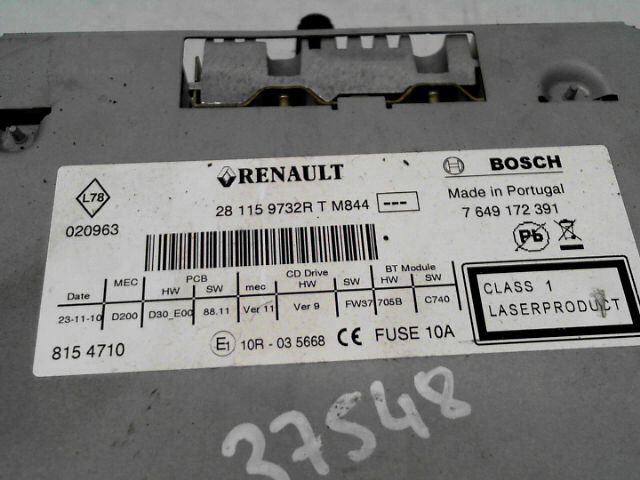 RENAULT
BOSCH
L78
28 115 9732R T M844 ---
Made in Portugal
020963
7 649 172 391
Pb
MEC PCB CD Drive BT Module
Date HW SW mec HW SW HW SW
23-11-10 D200 D30_E00 88.11 Ver 11 Ver 9 FW37 705B C740
CLASS 1
LASERPRODUCT
815 4710
E1 10R - 03 5668 CE FUSE 10A
37548